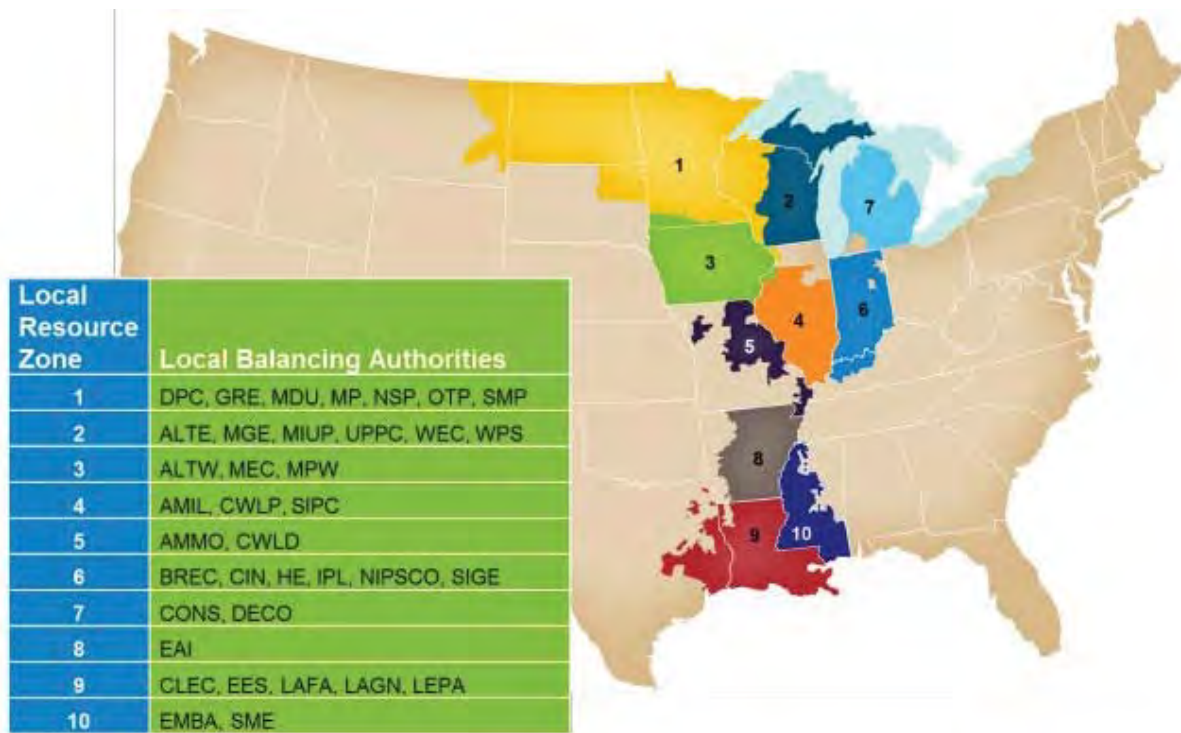 Local
Resource
Zone
Local Balancing Authorities
1 DPC, GRE, MDU, MP, NSP, OTP, SMP
2 ALTE, MGE, MIUP, UPPC, WEC, WPS
3 ALTW, MEC, MPW
4 AMIL, CWLP, SIPC
5 AMMO, CWLD
6 BREC, CIN, HE, IPL, NIPSCO, SIGE
7 CONS, DECO
8 EAI
9 CLEC, EES, LAFA, LAGN, LEPA
10 EMBA, SME
1
2
7
3
4
6
5
8
9
10